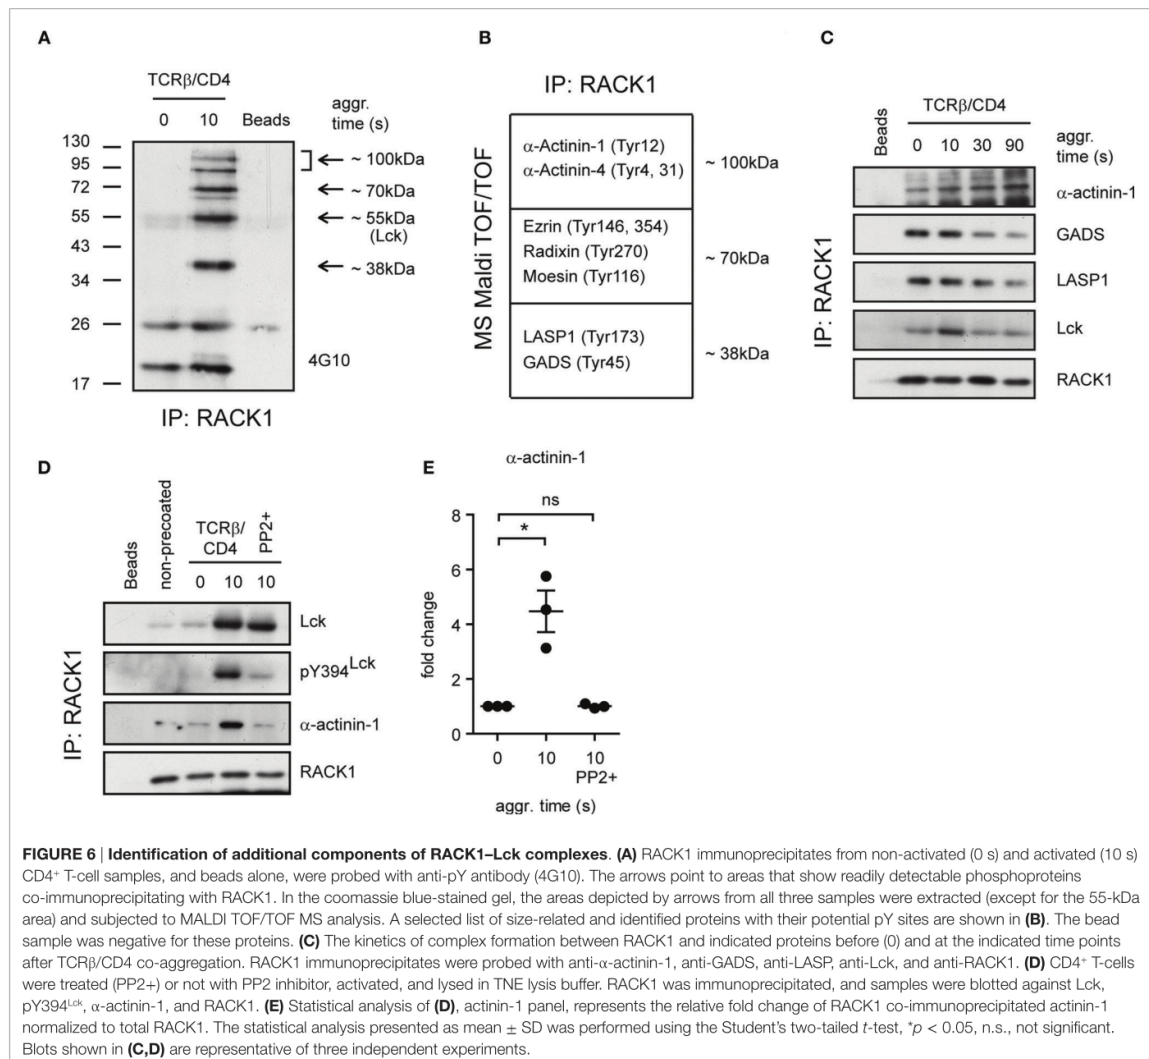 A
TCRβ/CD4
0 10 Beads
aggr.
time (s)
130
95
72
55
43
34
26
17
~ 100kDa
~ 70kDa
~ 55kDa
(Lck)
~ 38kDa
4G10
IP: RACK1
B
IP: RACK1
MS Maldi TOF/TOF
α-Actinin-1 (Tyr12)
α-Actinin-4 (Tyr4, 31)
~ 100kDa
Ezrin (Tyr146, 354)
Radixin (Tyr270)
Moesin (Tyr116)
~ 70kDa
LASP1 (Tyr173)
GADS (Tyr45)
~ 38kDa
C
TCRβ/CD4
Beads
0 10 30 90
aggr.
time (s)
IP: RACK1
α-actinin-1
GADS
LASP1
Lck
RACK1
D
Beads
non-precoated
TCRβ/
CD4
PP2+
0 10 10
IP: RACK1
Lck
pY394Lck
α-actinin-1
RACK1
E
α-actinin-1
ns
*
fold change
8
6
4
2
0
0 10 10
PP2+
aggr. time (s)
FIGURE 6 | Identification of additional components of RACK1–Lck complexes. (A) RACK1 immunoprecipitates from non-activated (0 s) and activated (10 s)
CD4+ T-cell samples, and beads alone, were probed with anti-pY antibody (4G10). The arrows point to areas that show readily detectable phosphoproteins
co-immunoprecipitating with RACK1. In the coomassie blue-stained gel, the areas depicted by arrows from all three samples were extracted (except for the 55-kDa
area) and subjected to MALDI TOF/TOF MS analysis. A selected list of size-related and identified proteins with their potential pY sites are shown in (B). The bead
sample was negative for these proteins. (C) The kinetics of complex formation between RACK1 and indicated proteins before (0) and at the indicated time points
after TCRβ/CD4 co-aggregation. RACK1 immunoprecipitates were probed with anti-α-actinin-1, anti-GADS, anti-LASP, anti-Lck, and anti-RACK1. (D) CD4+ T-cells
were treated (PP2+) or not with PP2 inhibitor, activated, and lysed in TNE lysis buffer. RACK1 was immunoprecipitated, and samples were blotted against Lck,
pY394Lck, α-actinin-1, and RACK1. (E) Statistical analysis of (D), actinin-1 panel, represents the relative fold change of RACK1 co-immunoprecipitated actinin-1
normalized to total RACK1. The statistical analysis presented as mean ± SD was performed using the Student's two-tailed t-test, *p < 0.05, n.s., not significant.
Blots shown in (C,D) are representative of three independent experiments.